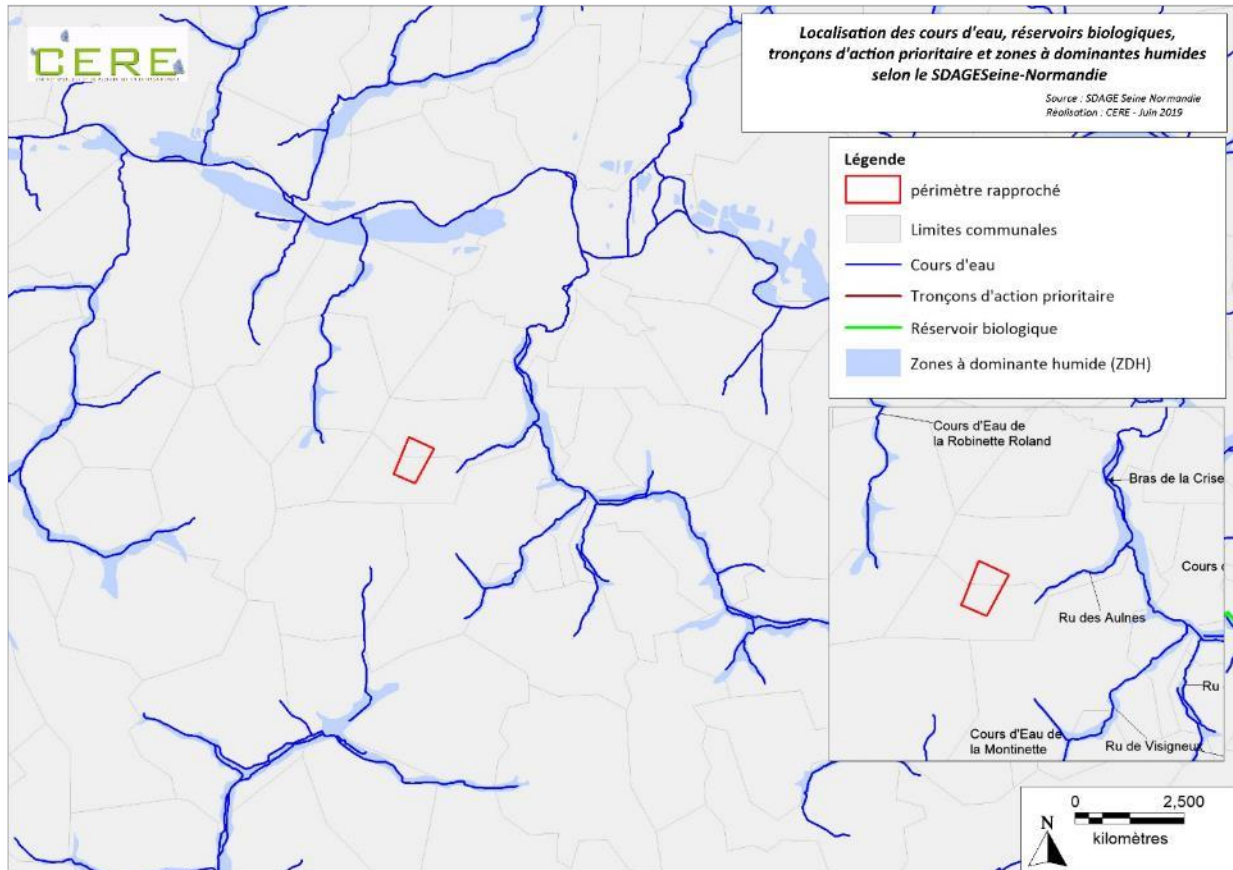 CERE
Localisation des cours d'eau, réservoirs biologiques,
tronçons d'action prioritaire et zones à dominantes humides
selon le SDAGESeine-Normandie
Source : SDAGE Seine Normandie
Réalisation : CERE - Juin 2019
Légende
périmètre rapproché
Limites communales
Cours d'eau
Tronçons d'action prioritaire
Réservoir biologique
Zones à dominante humide (ZDH)
Cours d'Eau de
la Robinette Roland
Bras de la Crise
Cours
Ru des Aulnes
Ru
Cours d'Eau de
la Montinette
Ru de Visigneux
0 2,500
kilomètres
N